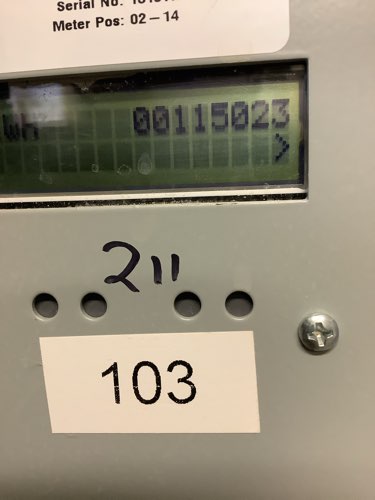 Serial No:
Meter Pos: 02–14
Wh 00115023
>
211
103